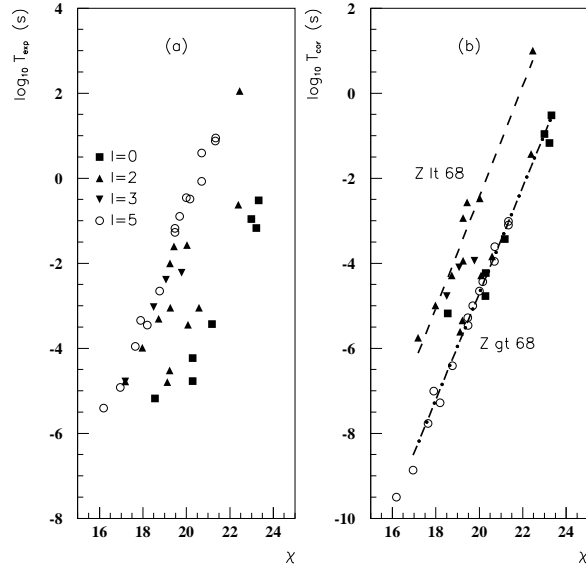 log10 Texp (s)
(a)
4
2
0
-2
-4
-6
-8
l=0
l=2
l=3
l=5
16 18 20 22 24
χ
log10 Tcor (s)
(b)
2
0
-2
-4
-6
-8
-10
Z lt 68
Z gt 68
16 18 20 22 24
χ